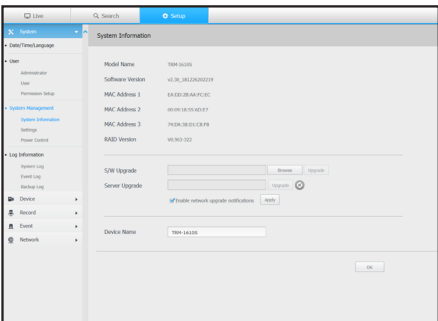 Live
Search
Setup
System
System Information
Date/Time/Language
User
Administrator
User
Permission Setup
System Management
System Information
Settings
Power Control
Log Information
System Log
Event Log
Backup Log
Device
Record
Event
Network
Model Name TRM-1610S
Software Version
MAC Address 1
MAC Address 2
MAC Address 3
RAID Version
S/W Upgrade Browse Upgrade
Server Upgrade Upgrade
Enable network upgrade notifications Apply
Device Name TRM-1610S
OK